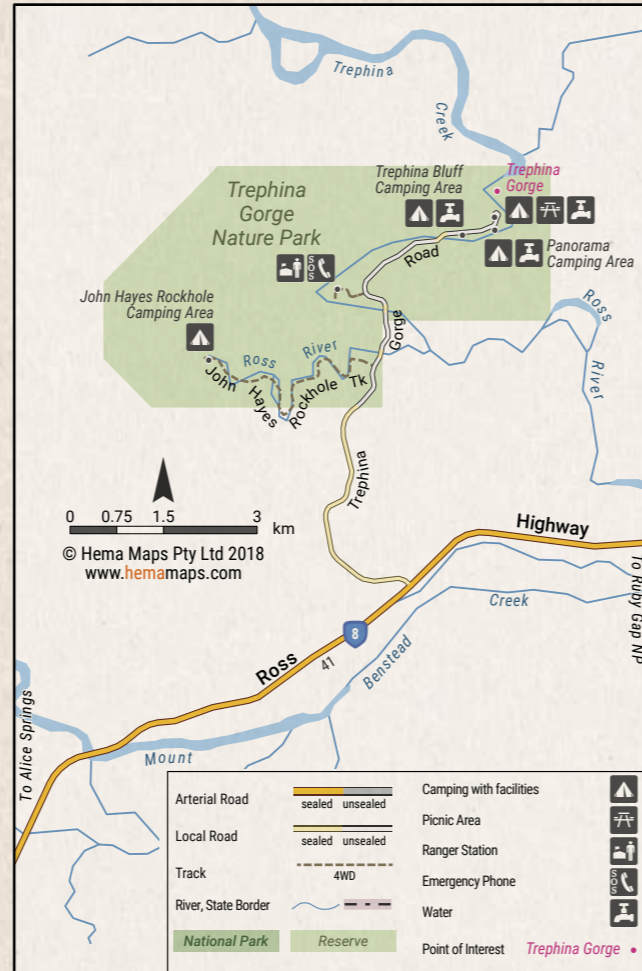 Trephina
Creek
Trephina Bluff
Camping Area
Trephina
Gorge
Trephina
Gorge
Nature Park
SOS
Panorama
Camping Area
Road
John Hayes Rockhole
Camping Area
Ross
River
Gorge
Ross
River
John
Hayes
Rockhole
Tk
Trephina
0 0.75 1.5 3 km
© Hema Maps Pty Ltd 2018
www.hemamaps.com
Highway
To Ruby Gap NP
Creek
8
Ross
41
Benstead
To Alice Springs
Mount
Arterial Road
sealed unsealed
Local Road
sealed unsealed
Track
4WD
River, State Border
National Park Reserve
Camping with facilities
Picnic Area
Ranger Station
Emergency Phone
SOS
Water
Point of Interest Trephina Gorge